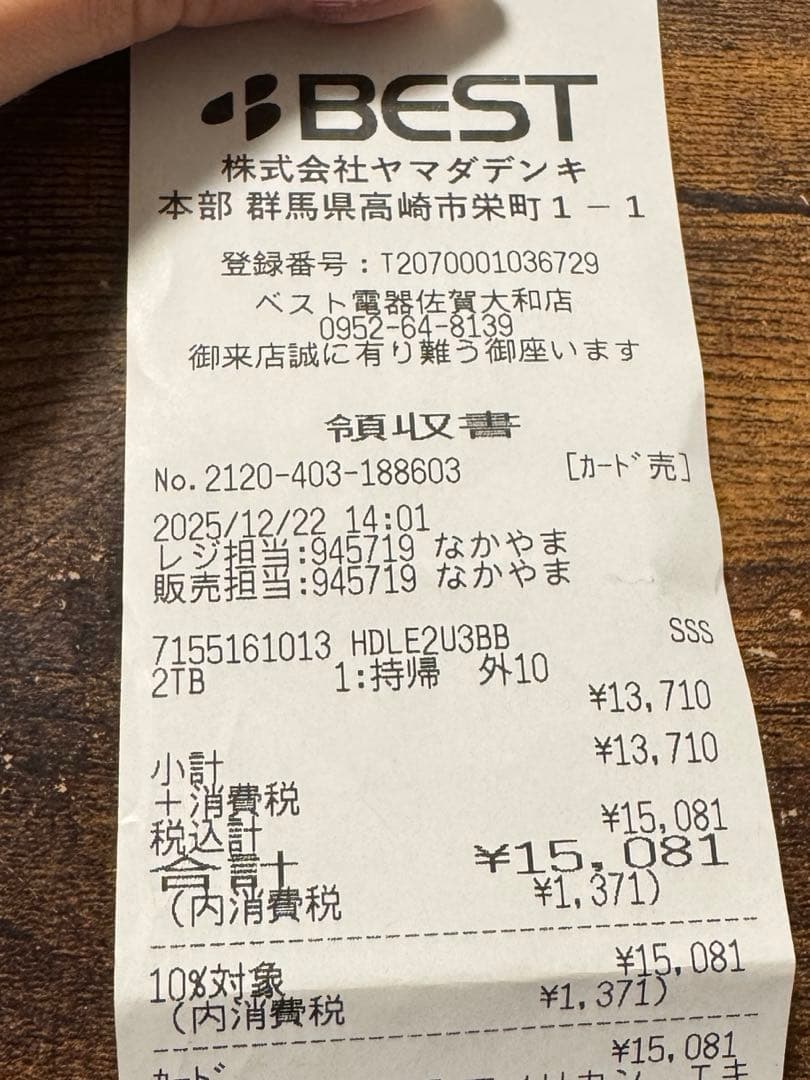 BEST
株式会社ヤマダデンキ
本部 群馬県高崎市栄町1-1
登録番号:T2070001036729
ベスト電器佐賀大和店
0952-64-8139
御来店誠に有り難う御座います
領収書
No.2120-403-188603 [カード売]
2025/12/22 14:01
レジ担当:945719 なかやま
販売担当:945719 なかやま
7155161013 HDLE2U3BB SSS
2TB 1:持帰 外10
¥13,710
小計 ¥13,710
+消費税
税込計 ¥15,081
合計 ¥15,081
(内消費税 ¥1,371)
10%対象 ¥15,081
(内消費税 ¥1,371)
カード ¥15,081